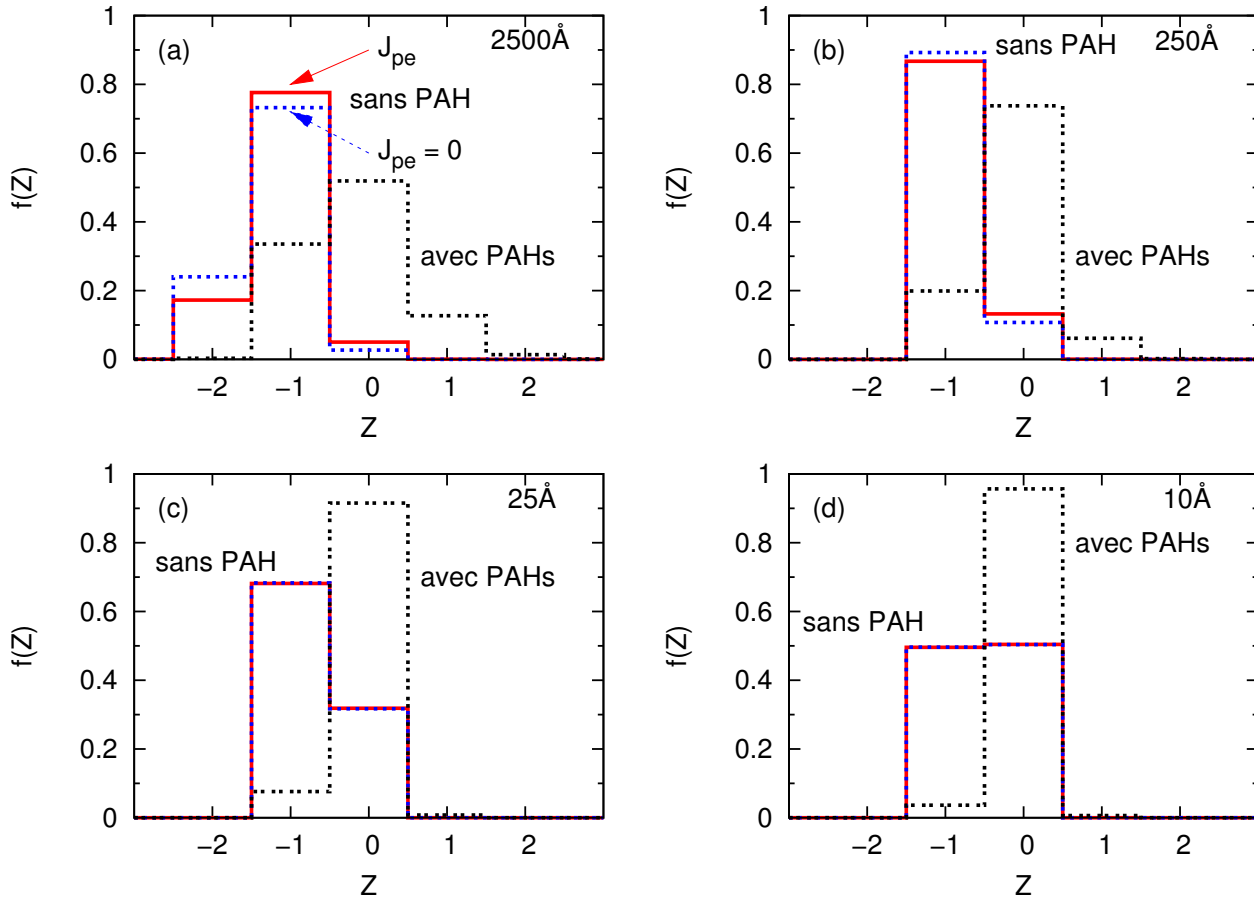 (a)
2500Å
J_pe
sans PAH
J_pe = 0
avec PAHs
f(Z)
1
0.8
0.6
0.4
0.2
0
−2 −1 0 1 2
Z
(b)
250Å
sans PAH
avec PAHs
f(Z)
1
0.8
0.6
0.4
0.2
0
−2 −1 0 1 2
Z
(c)
25Å
sans PAH
avec PAHs
f(Z)
1
0.8
0.6
0.4
0.2
0
−2 −1 0 1 2
Z
(d)
10Å
avec PAHs
sans PAH
f(Z)
1
0.8
0.6
0.4
0.2
0
−2 −1 0 1 2
Z